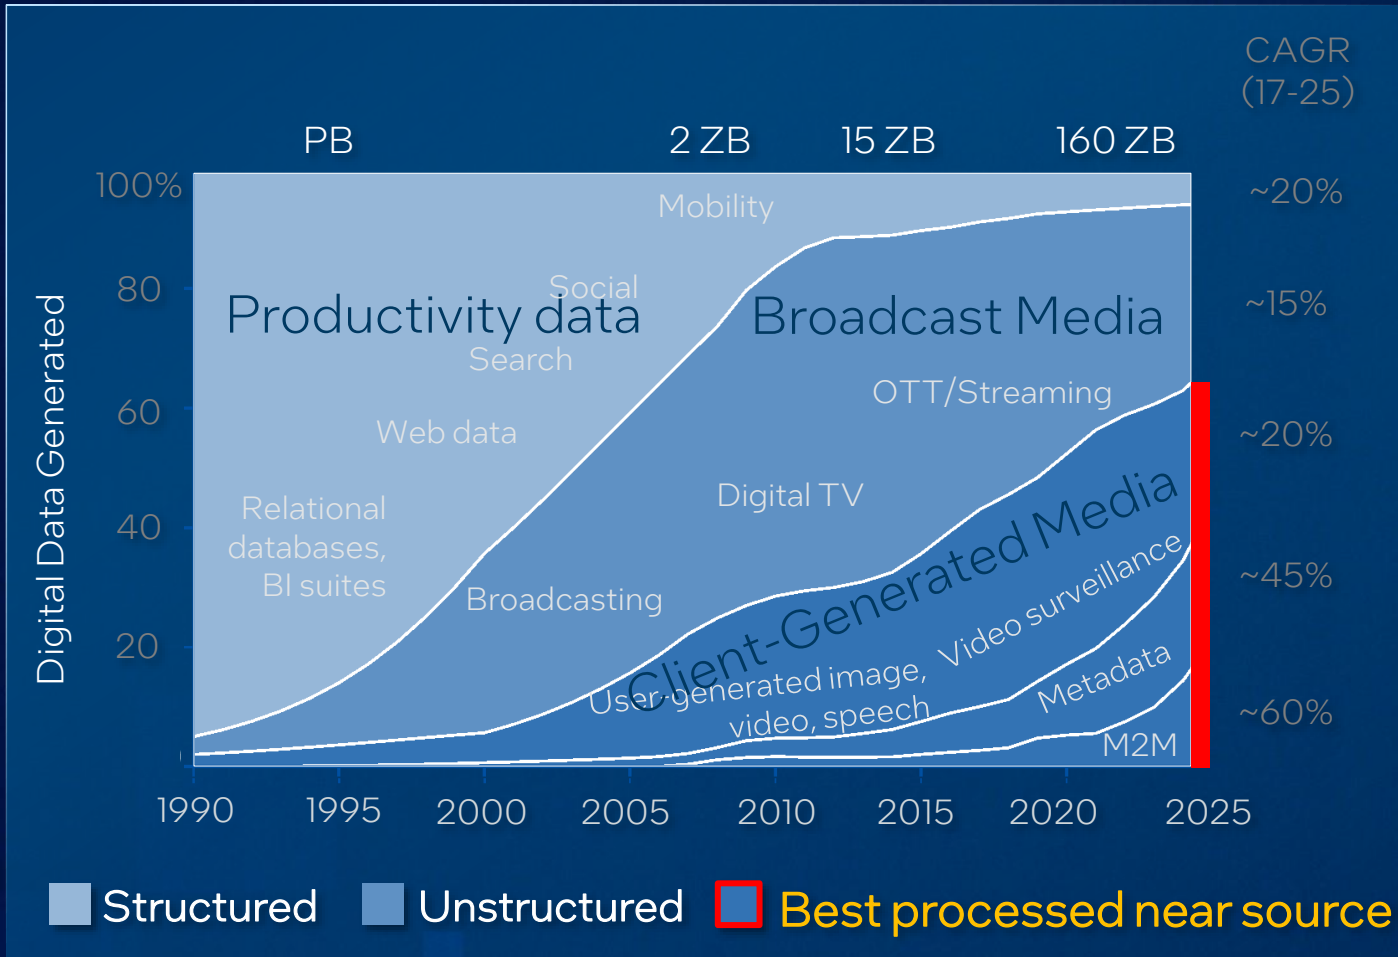 CAGR
(17-25)
PB
2 ZB
15 ZB
160 ZB
100%
80
60
40
20
Digital Data Generated
Mobility
Social
Productivity data
Search
Web data
Relational
databases,
BI suites
Broadcast Media
OTT/Streaming
Digital TV
Broadcasting
Client-Generated Media
User-generated image,
video, speech
Video surveillance
Metadata
M2M
~20%
~15%
~20%
~45%
~60%
1990
1995
2000
2005
2010
2015
2020
2025
Structured
Unstructured
Best processed near source